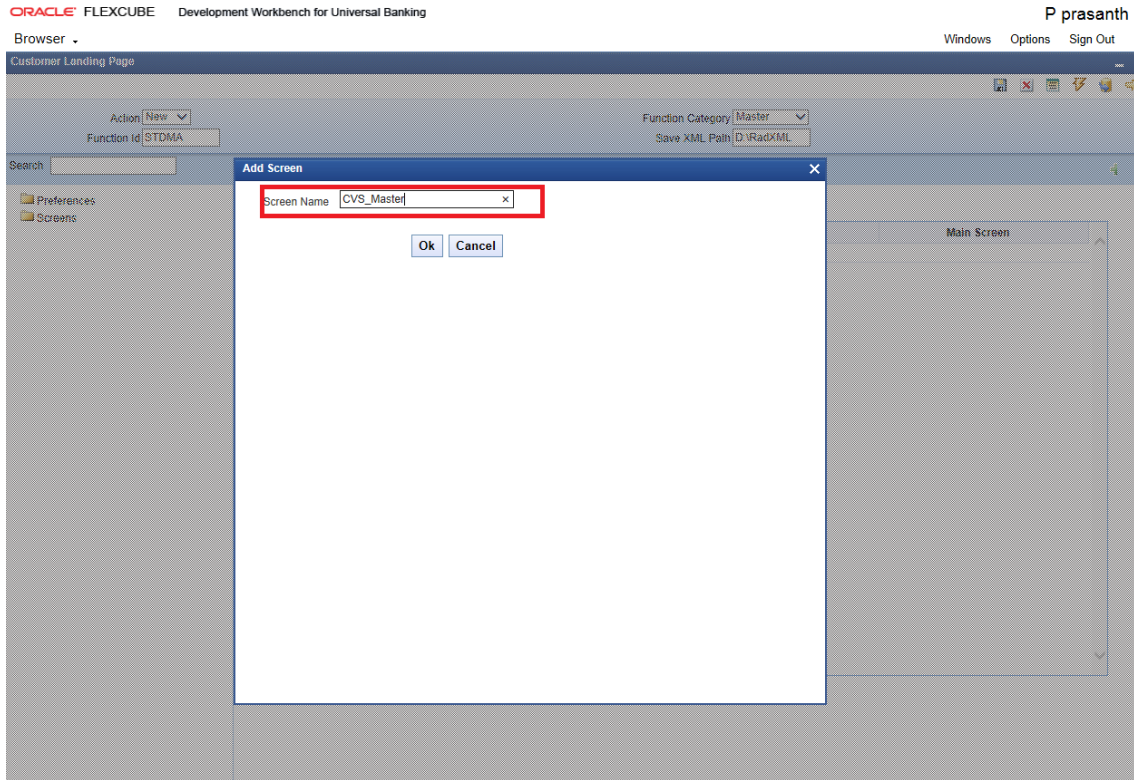 ORACLE FLEXCUBE Development Workbench for Universal Banking
P prasanth
Browser
Windows Options Sign Out
Customer Landing Page
Action New Function Category Master
Function Id STDMA Save XML Path D:\RadXML
Search
Add Screen
Preferences
Screens
Screen Name CVS_Master ×
Main Screen
Ok Cancel